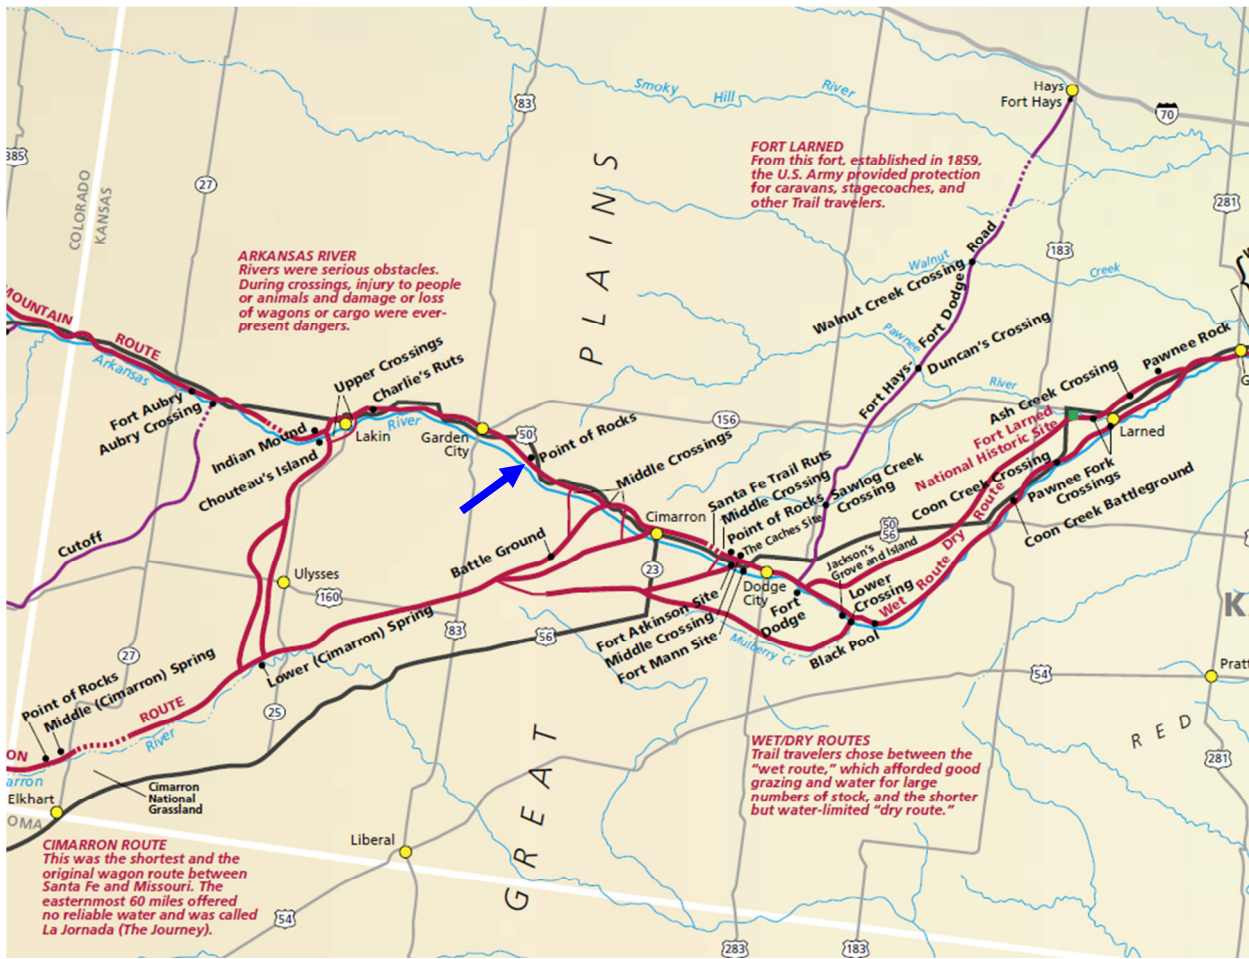 Smoky Hill River
Hays
Fort Hays
83
70
385
27
COLORADO
KANSAS
FORT LARNED
From this fort, established in 1859,
the U.S. Army provided protection
for caravans, stagecoaches, and
other Trail travelers.
281
183
PLAINS
Walnut Creek
Walnut Creek Crossing
Fort Hays, Fort Dodge Road
ARKANSAS RIVER
Rivers were serious obstacles.
During crossings, injury to people
or animals and damage or loss
of wagons or cargo were ever-
present dangers.
MOUNTAIN ROUTE
Arkansas River
Upper Crossings
Charlie's Ruts
Fort Aubry
Aubry Crossing
Indian Mound
Chouteau's Island
Lakin
Garden
City
50
Point of Rocks
156
Pawnee River
Duncan's Crossing
Pawnee Rock
Ash Creek Crossing
Fort Larned
National Historic Site
Larned
G
Middle Crossings
Santa Fe Trail Ruts
Middle Crossing
Point of Rocks
The Caches Site
Sawlog Creek
Crossing
Coon Creek Crossing
Pawnee Fork
Crossings
Coon Creek Battleground
50
56
Dry Route
Wet Route
Cimarron
Battle Ground
Cutoff
Ulysses
160
23
Dodge
City
Jackson's
Grove and Island
Lower
Crossing
Fort
Dodge
Fort Atkinson Site
Middle Crossing
Fort Mann Site
Mulberry Cr
Black Pool
K
83
56
Lower (Cimarron) Spring
27
Point of Rocks
Middle (Cimarron) Spring
ON ROUTE
River
arron
25
54
Pratt
RED
281
Cimarron
National
Grassland
Elkhart
OMA
Liberal
GREAT
WET/DRY ROUTES
Trail travelers chose between the
"wet route," which afforded good
grazing and water for large
numbers of stock, and the shorter
but water-limited "dry route."
CIMARRON ROUTE
This was the shortest and the
original wagon route between
Santa Fe and Missouri. The
easternmost 60 miles offered
no reliable water and was called
La Jornada (The Journey).
54
283
183